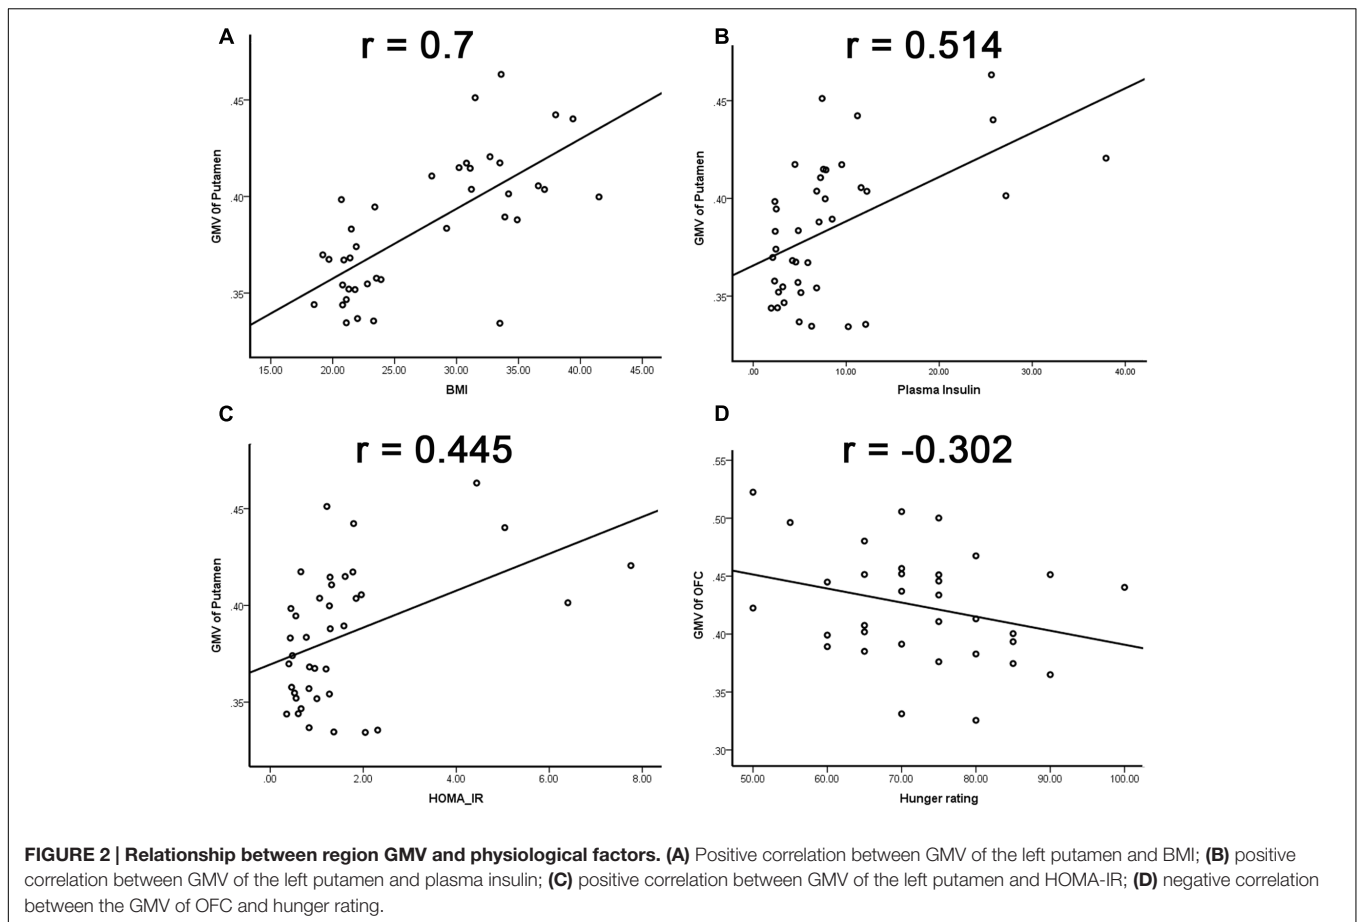 A
r = 0.7
.45
.40
.35
GMV 0f Putamen
15.00 20.00 25.00 30.00 35.00 40.00 45.00
BMI
B
r = 0.514
.45
.40
.35
GMV of Putamen
.00 10.00 20.00 30.00 40.00
Plasma Insulin
C
r = 0.445
.45
.40
.35
GMV of Putamen
.00 2.00 4.00 6.00 8.00
HOMA_IR
D
r = -0.302
.55
.50
.45
.40
.35
.30
GMV 0f OFC
50.00 60.00 70.00 80.00 90.00 100.00
Hunger rating
FIGURE 2 | Relationship between region GMV and physiological factors. (A) Positive correlation between GMV of the left putamen and BMI; (B) positive
correlation between GMV of the left putamen and plasma insulin; (C) positive correlation between GMV of the left putamen and HOMA-IR; (D) negative correlation
between the GMV of OFC and hunger rating.